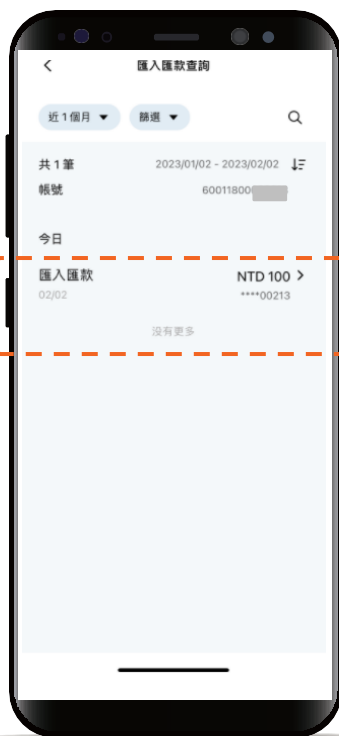 匯入匯款查詢
近1個月 篩選
共1筆 2023/01/02 - 2023/02/02
帳號 60011800
今日
匯入匯款 NTD 100
02/02 ****00213
沒有更多